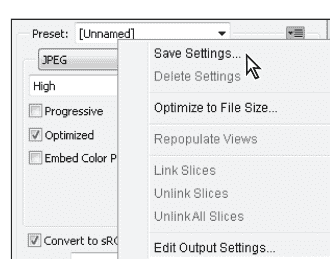 Preset: [Unnamed]
JPEG
Save Settings...
High
Delete Settings
Progressive
Optimize to File Size...
Optimized
Repopulate Views
Embed Color P
Link Slices
Unlink Slices
Unlink All Slices
Convert to sRG
Edit Output Settings...